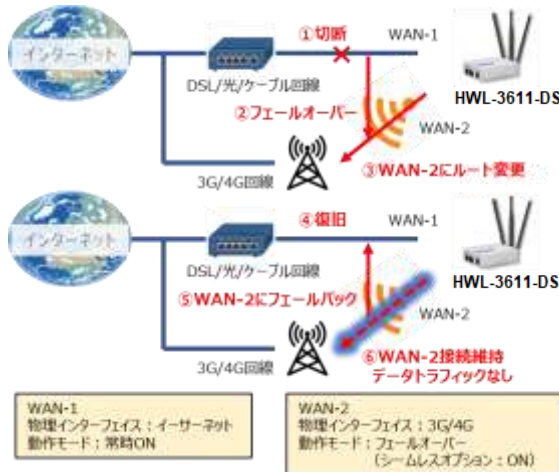 ①切断
WAN-1
インターネット
DSL/光/ケーブル回線
HWL-3611-DS
②フェールオーバー
WAN-2
③WAN-2にルート変更
3G/4G回線
④復旧
WAN-1
インターネット
DSL/光/ケーブル回線
HWL-3611-DS
⑤WAN-2にフェールバック
WAN-2
⑥WAN-2接続維持
データトラフィックなし
3G/4G回線
WAN-1
物理インターフェイス：イーサーネット
動作モード：常時ON
WAN-2
物理インターフェイス：3G/4G
動作モード：フェールオーバー
（シームレスオプション：ON）